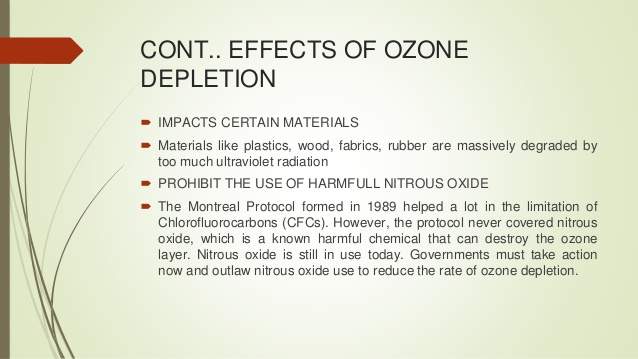 CONT.. EFFECTS OF OZONE
DEPLETION
IMPACTS CERTAIN MATERIALS
Materials like plastics, wood, fabrics, rubber are massively degraded by
too much ultraviolet radiation
PROHIBIT THE USE OF HARMFULL NITROUS OXIDE
The Montreal Protocol formed in 1989 helped a lot in the limitation of
Chlorofluorocarbons (CFCs). However, the protocol never covered nitrous
oxide, which is a known harmful chemical that can destroy the ozone
layer. Nitrous oxide is still in use today. Governments must take action
now and outlaw nitrous oxide use to reduce the rate of ozone depletion.